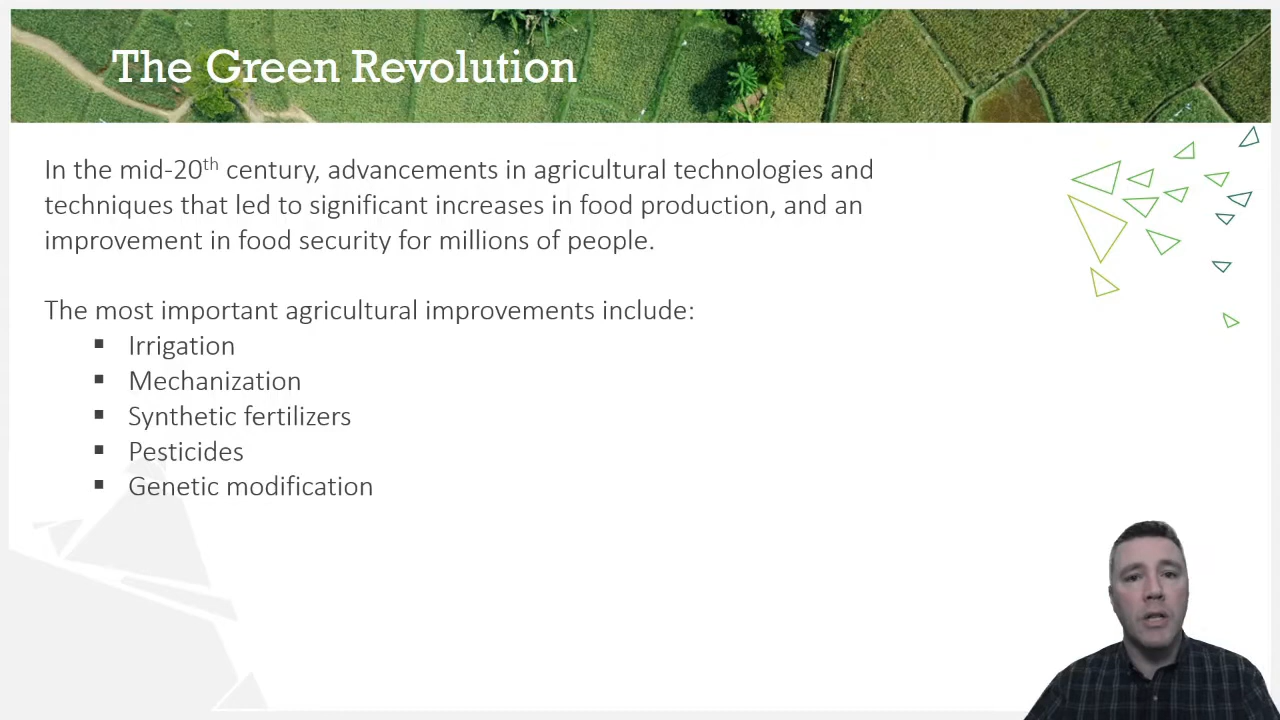 The Green Revolution
In the mid-20th century, advancements in agricultural technologies and
techniques that led to significant increases in food production, and an
improvement in food security for millions of people.
The most important agricultural improvements include:
▪ Irrigation
▪ Mechanization
▪ Synthetic fertilizers
▪ Pesticides
▪ Genetic modification